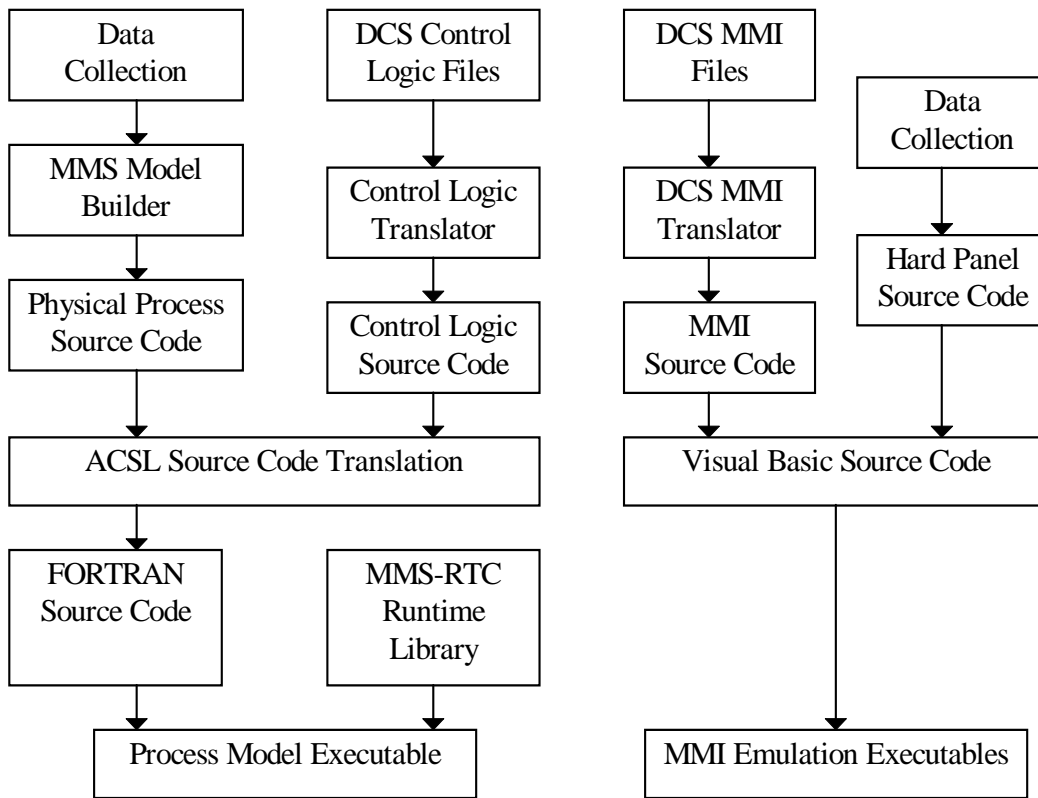 Data
Collection
DCS Control
Logic Files
DCS MMI
Files
Data
Collection
MMS Model
Builder
Control Logic
Translator
DCS MMI
Translator
Hard Panel
Source Code
Physical Process
Source Code
Control Logic
Source Code
MMI
Source Code
ACSL Source Code Translation
Visual Basic Source Code
FORTRAN
Source Code
MMS-RTC
Runtime
Library
Process Model Executable
MMI Emulation Executables